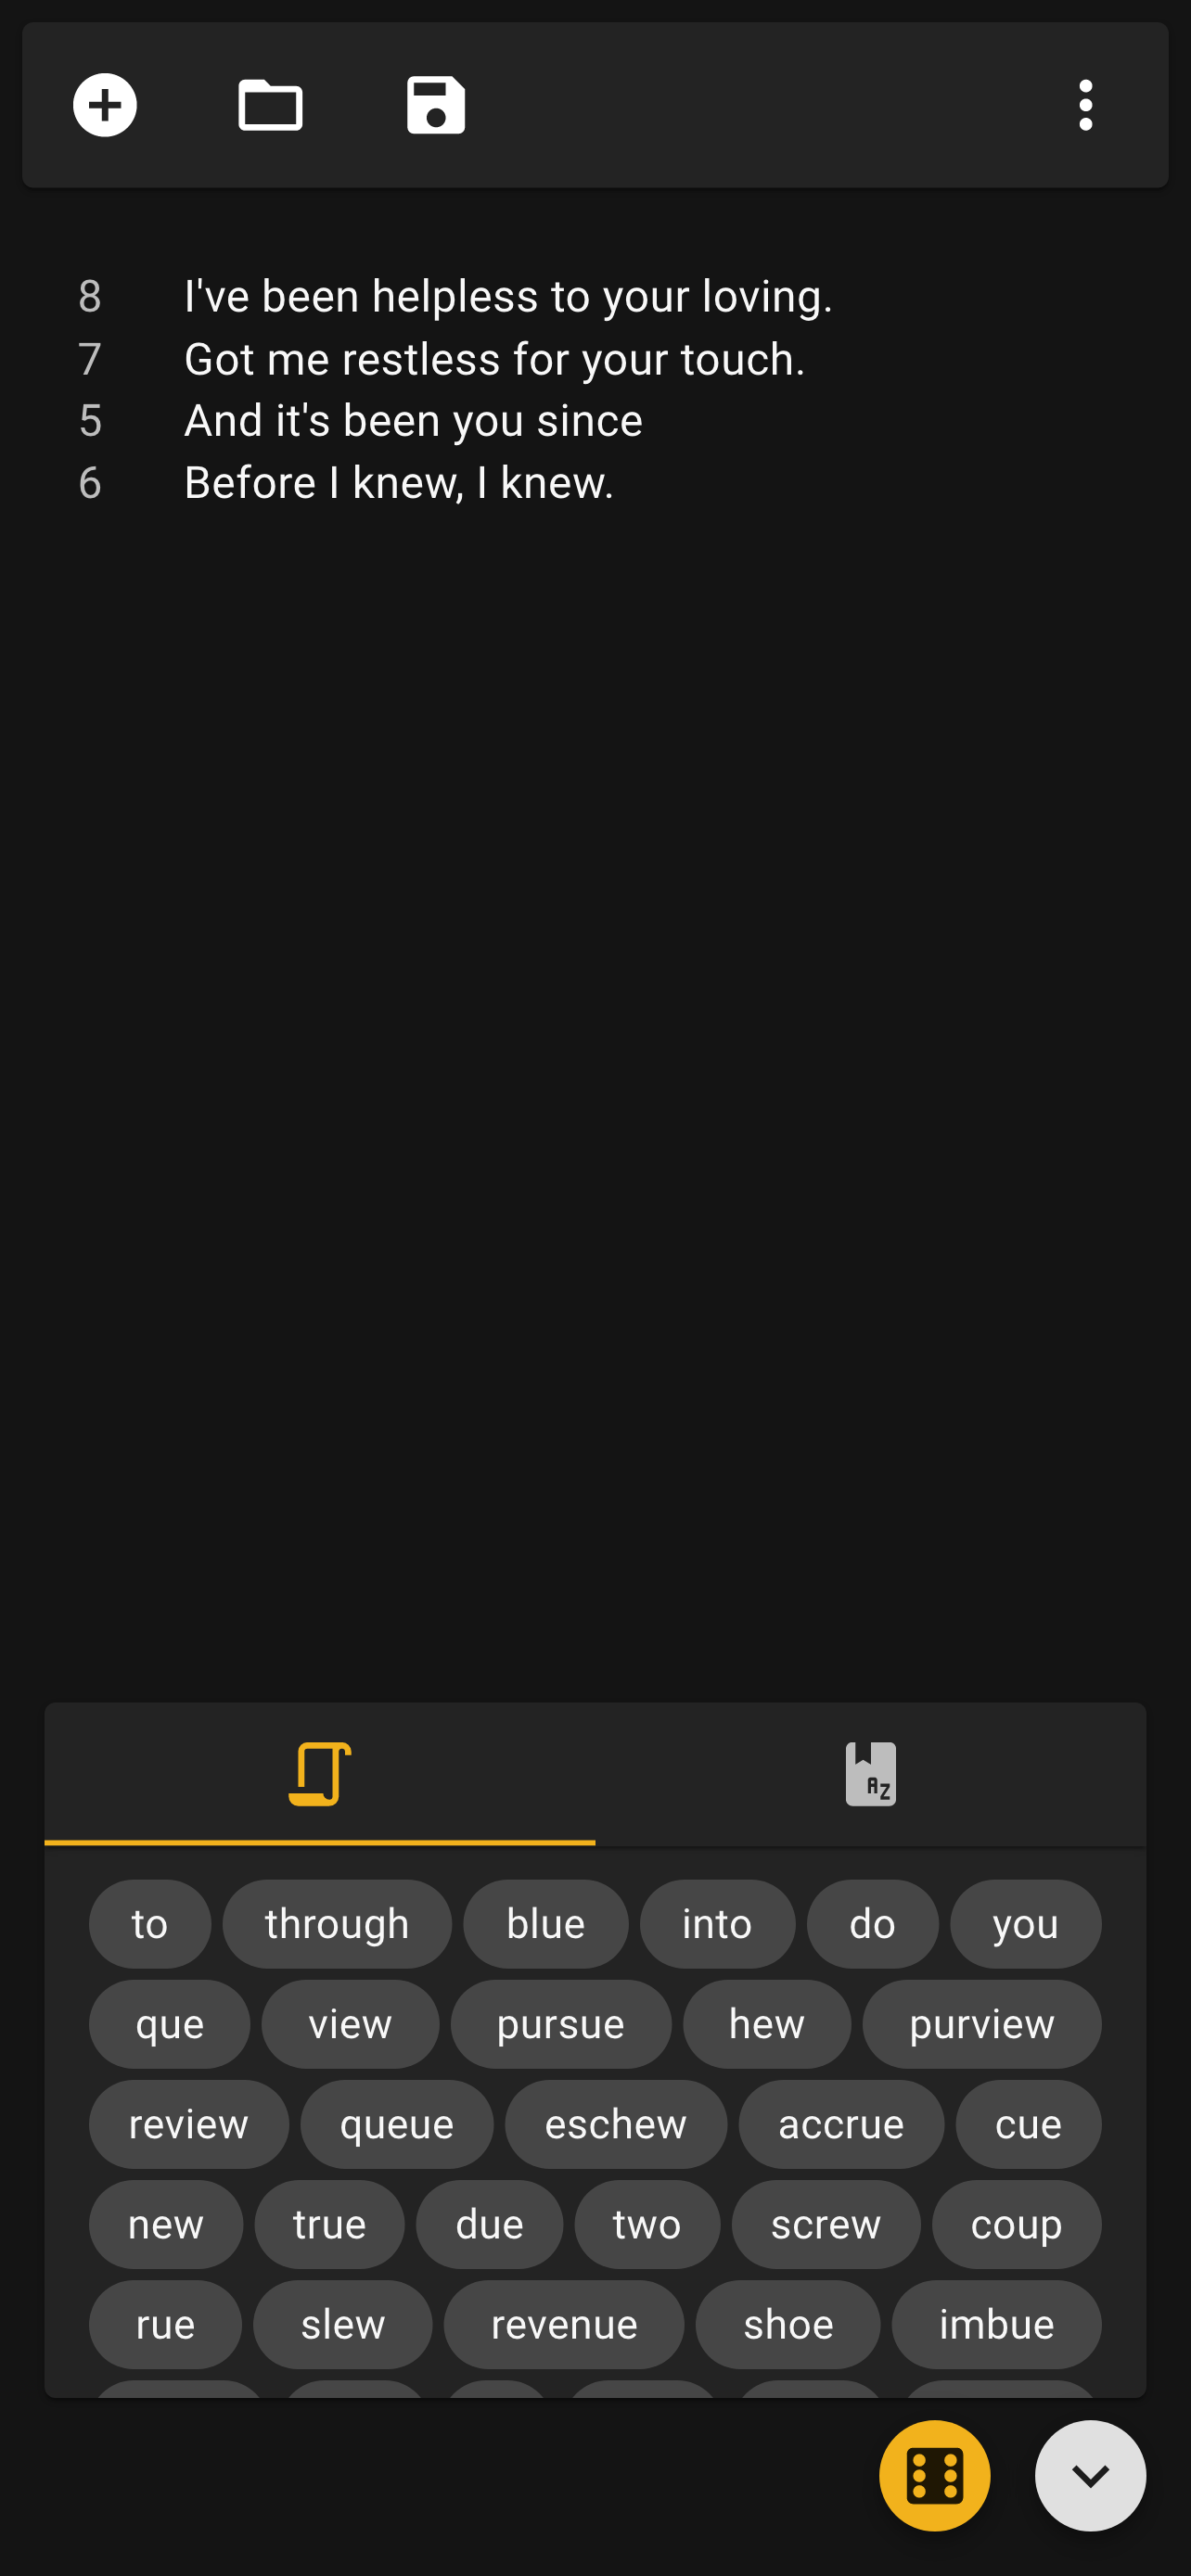 8 I've been helpless to your loving.
7 Got me restless for your touch.
5 And it's been you since
6 Before I knew, I knew.
AZ
to through blue into do you
que view pursue hew purview
review queue eschew accrue cue
new true due two screw coup
rue slew revenue shoe imbue